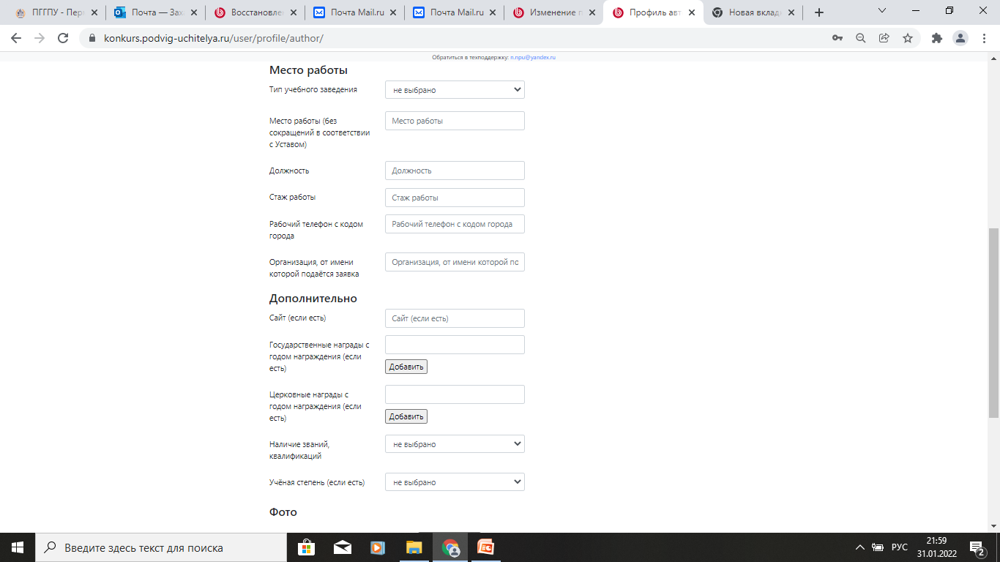 ПГГПУ - Перм
Почта — Заха
Восстановлен
Почта Mail.ru
Почта Mail.ru
Изменение п
Профиль авт
Новая вкладк
konkurs.podvig-uchitelya.ru/user/profile/author/
Обратиться в техподдержку: n.npu@yandex.ru
Место работы
Тип учебного заведения
не выбрано
Место работы (без
сокращений в соответствии
с Уставом)
Место работы
Должность
Должность
Стаж работы
Стаж работы
Рабочий телефон с кодом
города
Рабочий телефон с кодом города
Организация, от имени
которой подаётся заявка
Организация, от имени которой по
Дополнительно
Сайт (если есть)
Сайт (если есть)
Государственные награды с
годом награждения (если
есть)
Добавить
Церковные награды с
годом награждения (если
есть)
Добавить
Наличие званий,
квалификаций
не выбрано
Учёная степень (если есть)
не выбрано
Фото
Введите здесь текст для поиска
РУС
21:59
31.01.2022
2